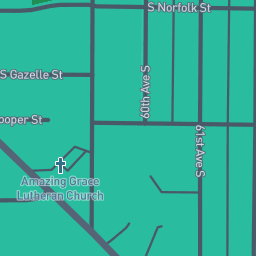 S Norfolk St
S Gazelle St
60th Ave S
ooper St
61st Ave S
Amazing Grace
Lutheran Church